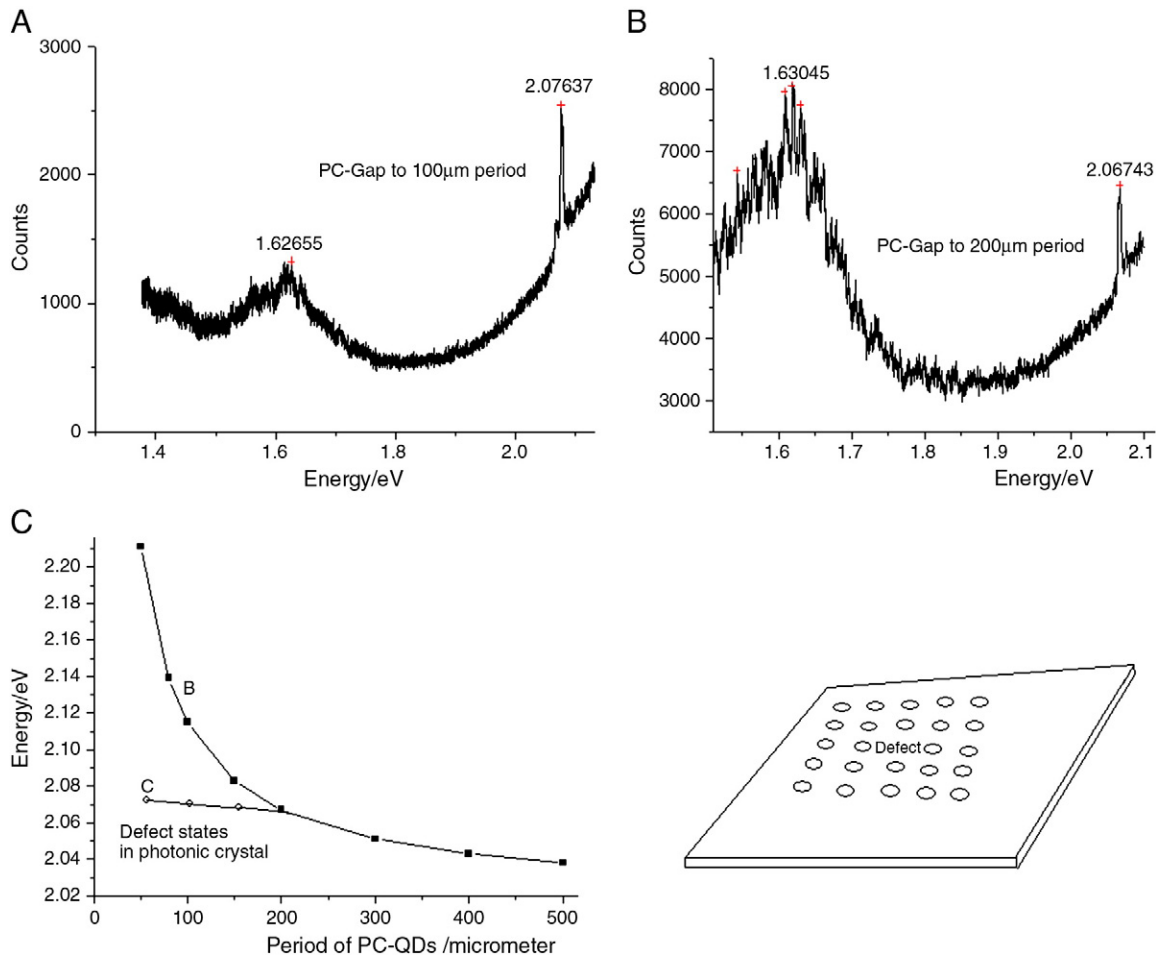 A
3000
2000
1000
0
Counts
2.07637
PC-Gap to 100μm period
1.62655
1.4
1.6
1.8
2.0
Energy/eV
B
8000
7000
6000
5000
4000
3000
Counts
1.63045
2.06743
PC-Gap to 200μm period
1.6
1.7
1.8
1.9
2.0
2.1
Energy/eV
C
2.20
2.18
2.16
2.14
2.12
2.10
2.08
2.06
2.04
2.02
Energy/eV
B
C
Defect states
in photonic crystal
0
100
200
300
400
500
Period of PC-QDs /micrometer
Defect